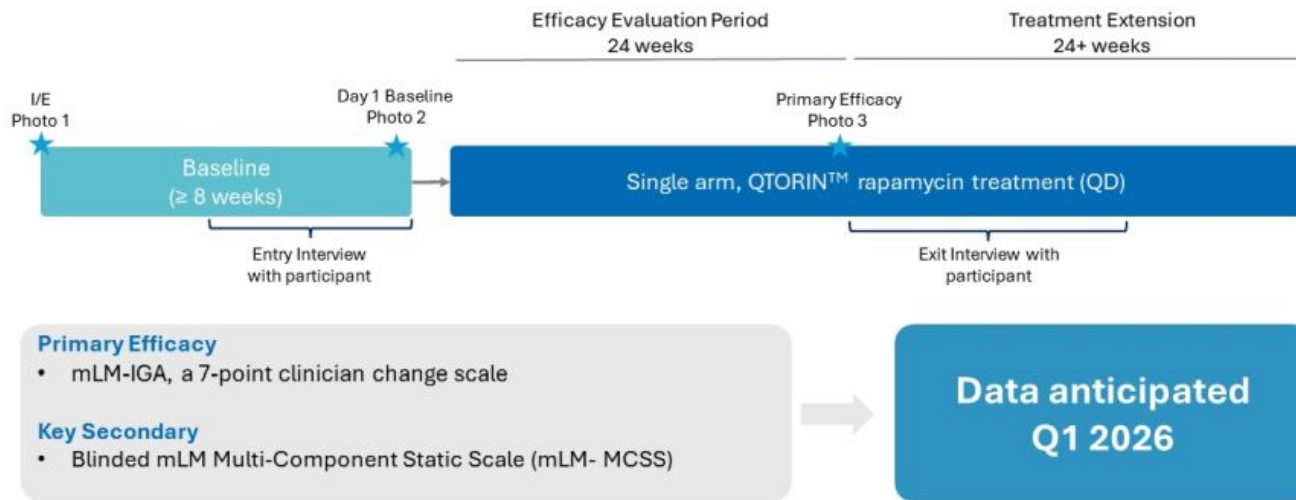 Efficacy Evaluation Period
24 weeks
Treatment Extension
24+ weeks
I/E
Photo 1
Day 1 Baseline
Photo 2
Primary Efficacy
Photo 3
Baseline
(≥ 8 weeks)
Single arm, QTORIN™ rapamycin treatment (QD)
Entry Interview
with participant
Exit Interview with
participant
Primary Efficacy
• mLM-IGA, a 7-point clinician change scale
Key Secondary
• Blinded mLM Multi-Component Static Scale (mLM- MCSS)
Data anticipated
Q1 2026